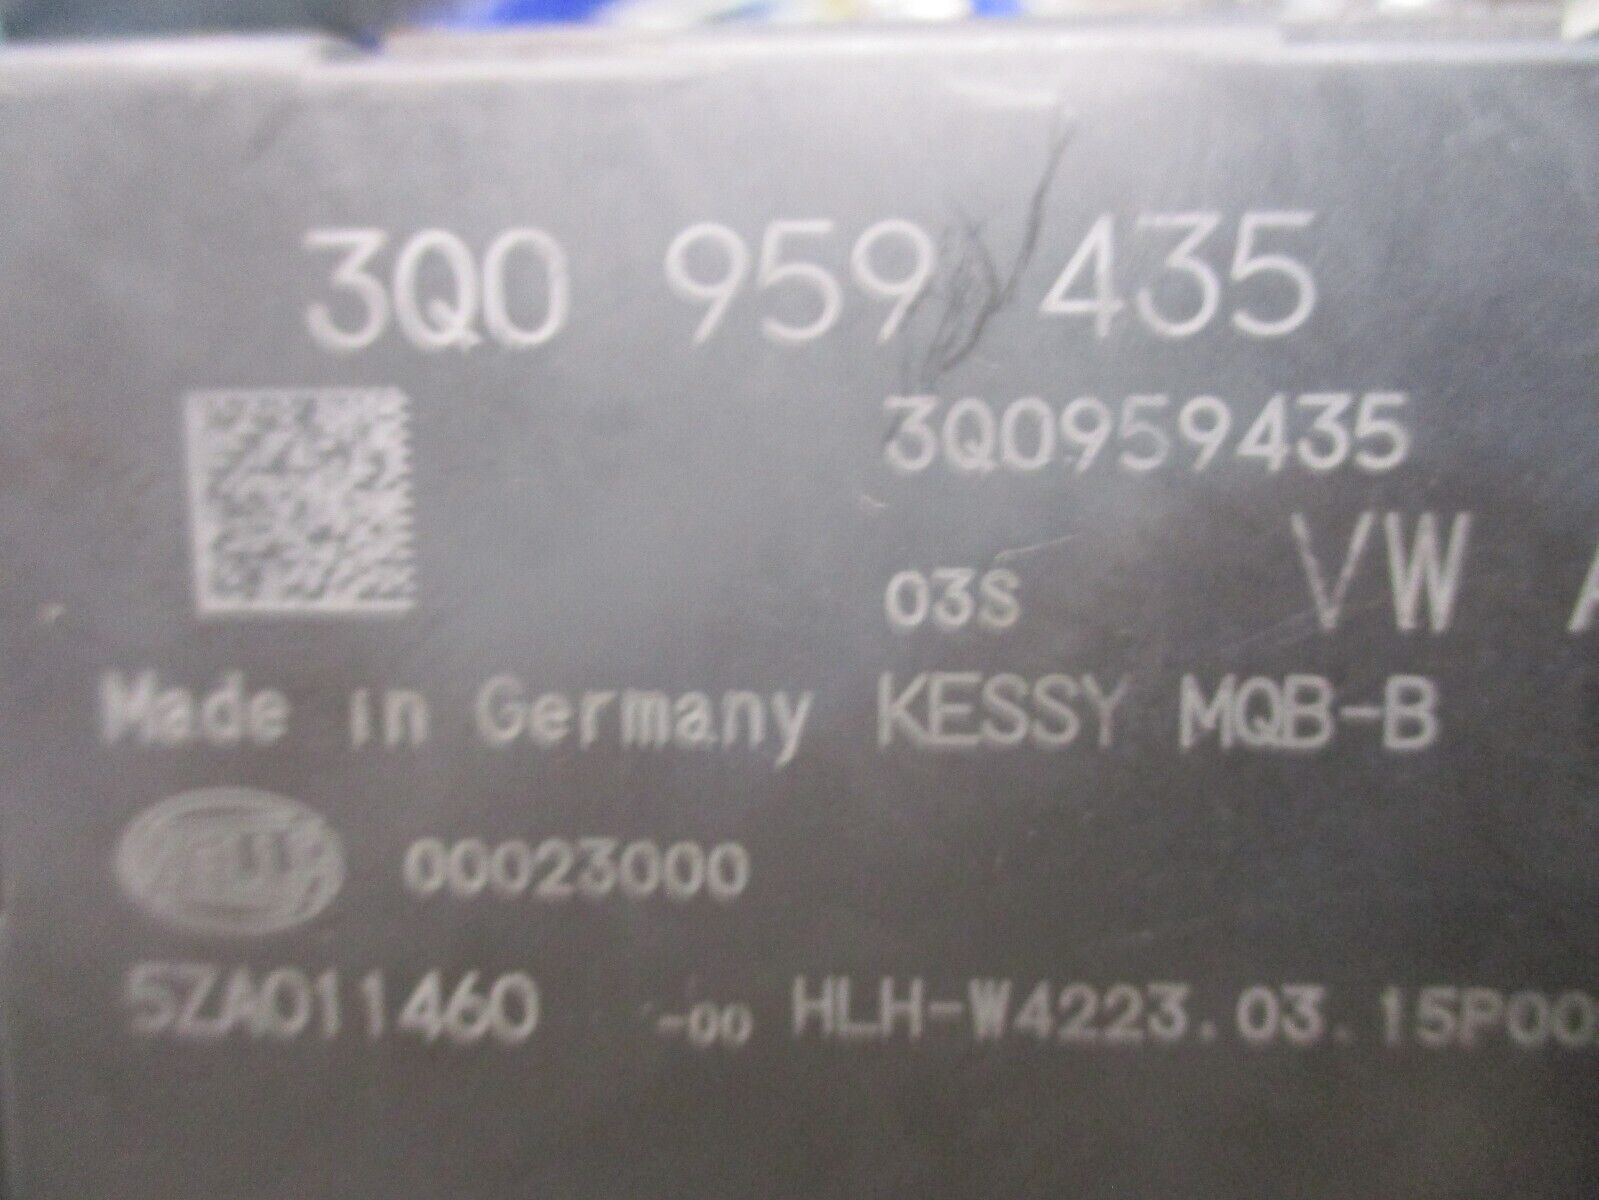 3Q0 959 435
3Q0959435
03S VW
Made in Germany KESSY MQB-B
00023000
5ZA011460 -00 HLH-W4223.03.15P00